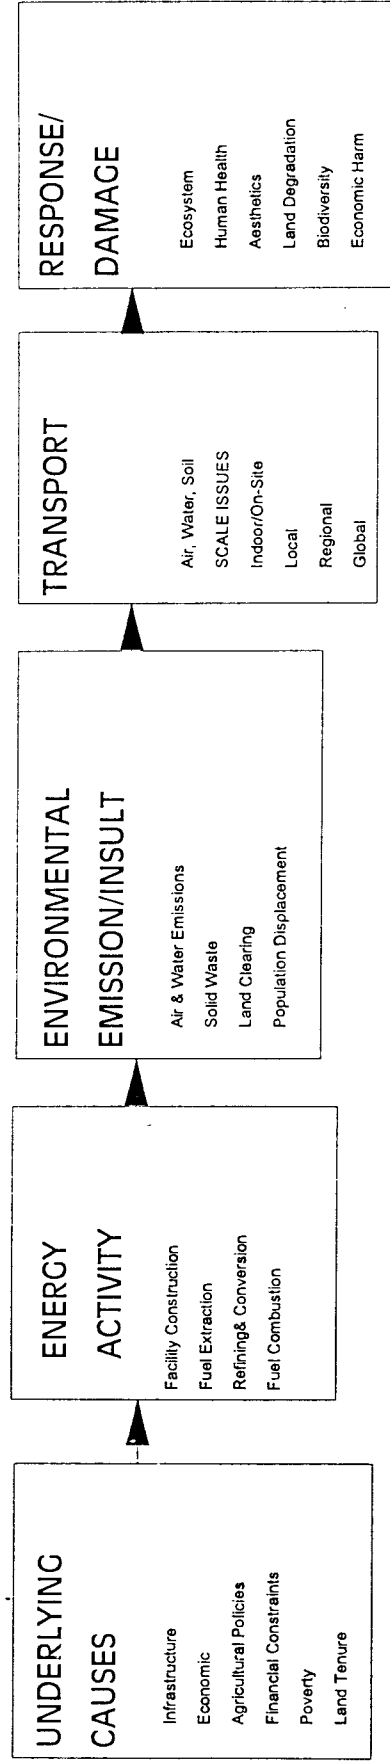 UNDERLYING
CAUSES
Infrastructure
Economic
Agricultural Policies
Financial Constraints
Poverty
Land Tenure
ENERGY
ACTIVITY
Facility Construction
Fuel Extraction
Refining& Conversion
Fuel Combustion
ENVIRONMENTAL
EMISSION/INSULT
Air & Water Emissions
Solid Waste
Land Clearing
Population Displacement
TRANSPORT
Air, Water, Soil
SCALE ISSUES
Indoor/On-Site
Local
Regional
Global
RESPONSE/
DAMAGE
Ecosystem
Human Health
Aesthetics
Land Degradation
Biodiversity
Economic Harm